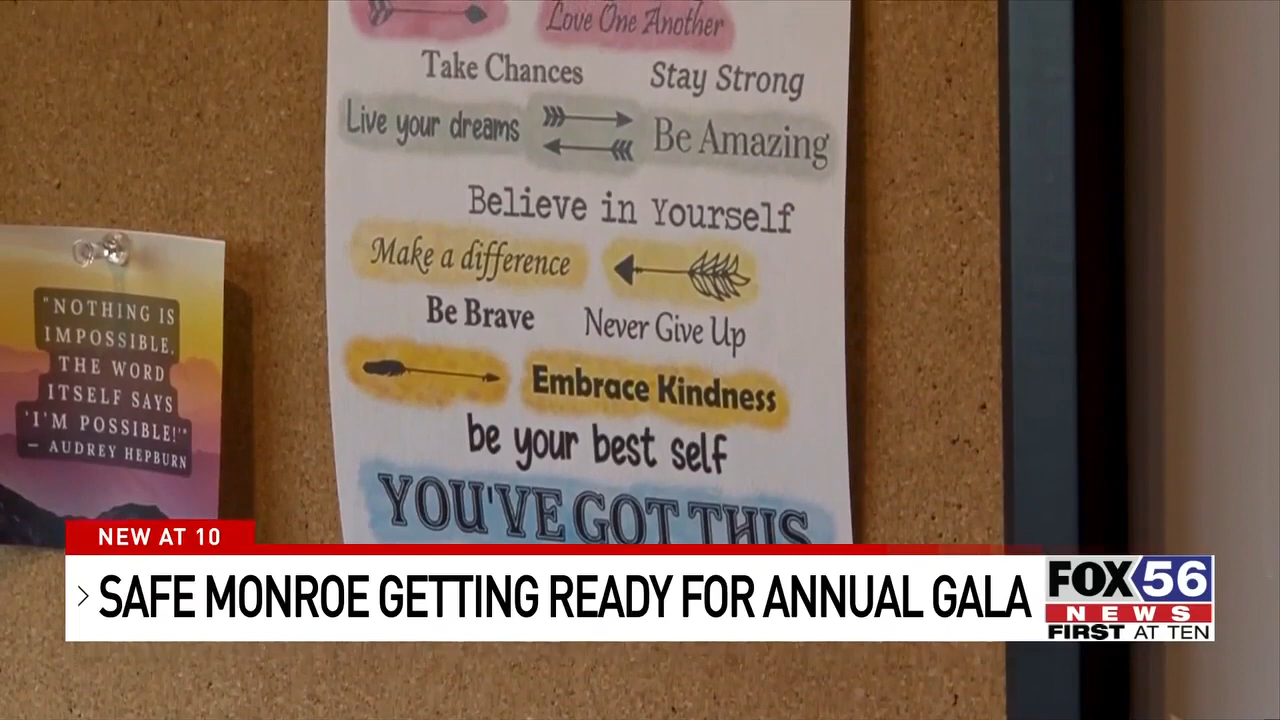 Love One Another
Take Chances
Stay Strong
Live your dreams
Be Amazing
Believe in Yourself
Make a difference
Be Brave
Never Give Up
Embrace Kindness
be your best self
YOU'VE GOT THIS
"NOTHING IS
IMPOSSIBLE.
THE WORD
ITSELF SAYS
'I'M POSSIBLE!'"
– AUDREY HEPBURN
NEW AT 10
SAFE MONROE GETTING READY FOR ANNUAL GALA
FOX 56
NEWS
FIRST AT TEN